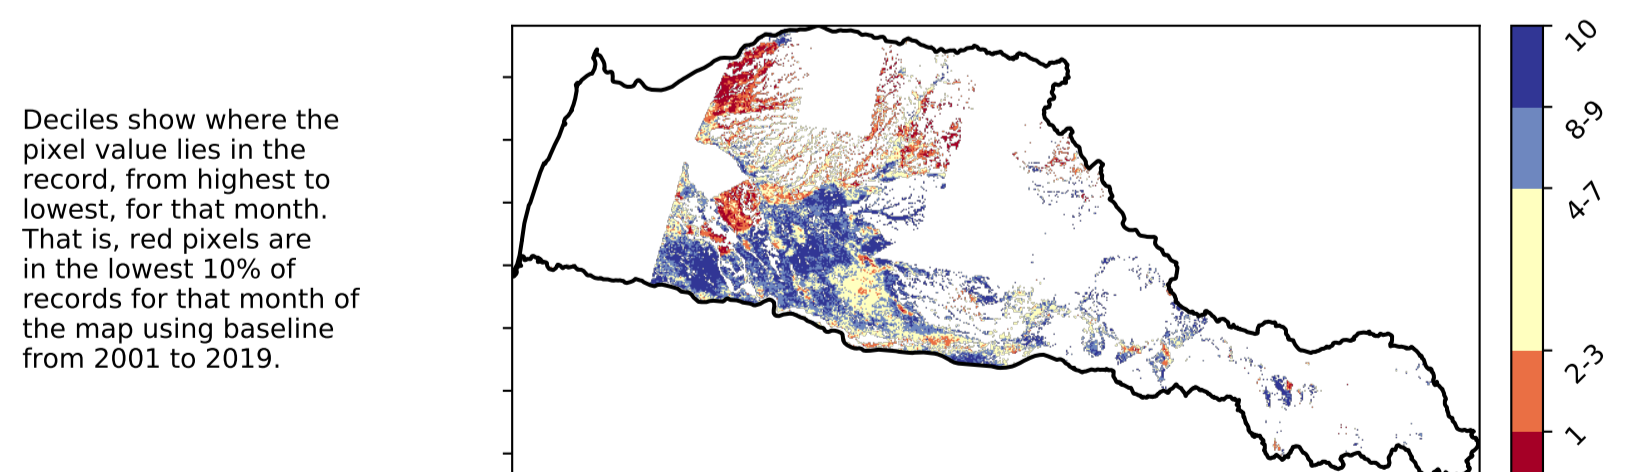 Deciles show where the
pixel value lies in the
record, from highest to
lowest, for that month.
That is, red pixels are
in the lowest 10% of
records for that month of
the map using baseline
from 2001 to 2019.
10
8-9
4-7
2-3
1